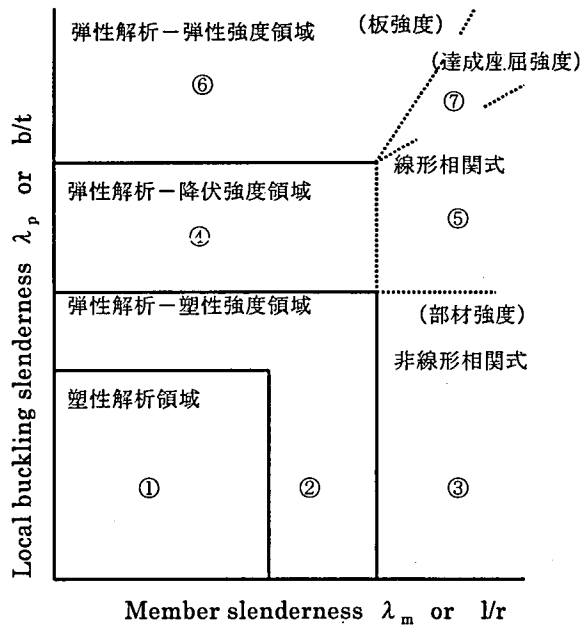 弾性解析－弾性強度領域
(板強度)
(達成座屈強度)
⑥
⑦
線形相関式
弾性解析－降伏強度領域
④
⑤
弾性解析－塑性強度領域
(部材強度)
非線形相関式
塑性解析領域
①
②
③
Local buckling slenderness λp or b/t
Member slenderness λm or l/r